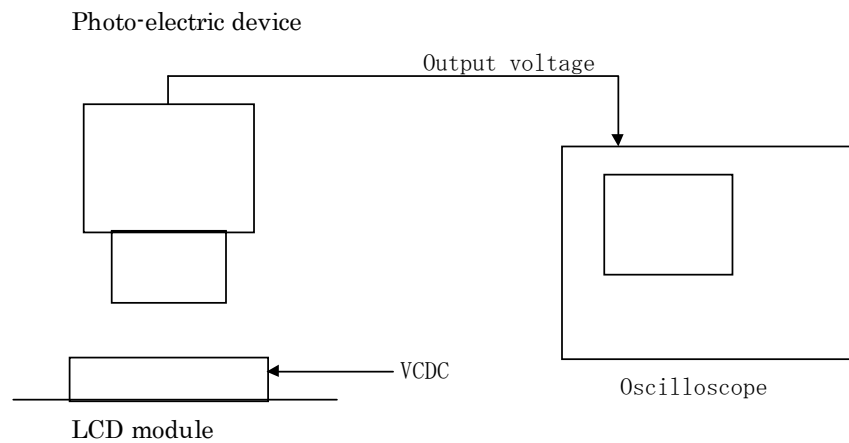 Photo-electric device
Output voltage
VCDC
Oscilloscope
LCD module